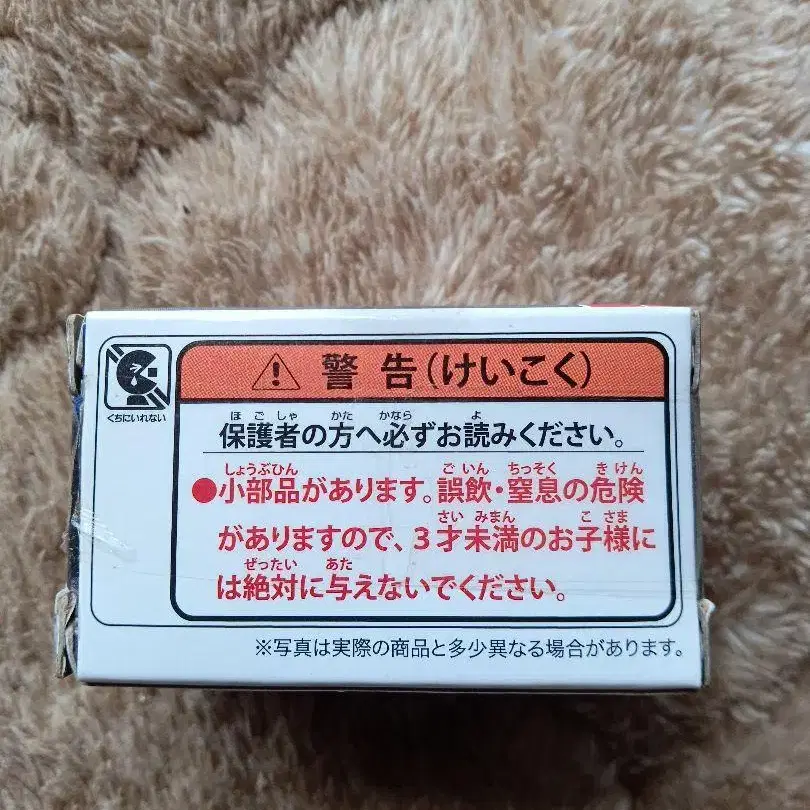 くちにいれない
警告(けいこく)
ほごしゃ かた かなら よ
保護者の方へ必ずお読みください。
しょうぶひん ごいん ちっそく きけん
●小部品があります。誤飲・窒息の危険
さい みまん こ さま
がありますので、3才未満のお子様に
ぜったい あた
は絶対に与えないでください。
※写真は実際の商品と多少異なる場合があります。